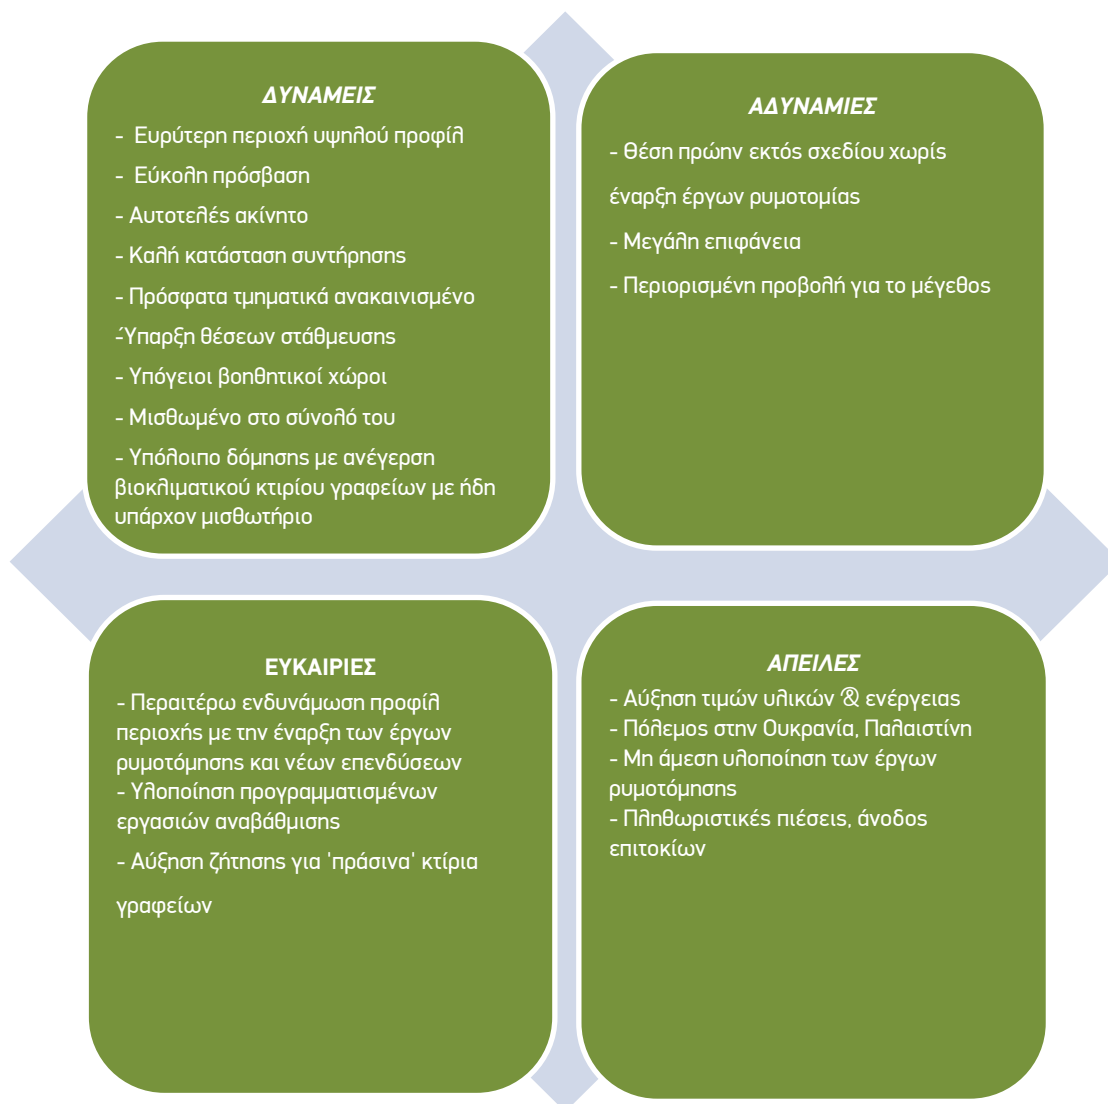 ΔΥΝΑΜΕΙΣ
- Ευρύτερη περιοχή υψηλού προφίλ
- Εύκολη πρόσβαση
- Αυτοτελές ακίνητο
- Καλή κατάσταση συντήρησης
- Πρόσφατα τμηματικά ανακαινισμένο
-Ύπαρξη θέσεων στάθμευσης
- Υπόγειοι βοηθητικοί χώροι
- Μισθωμένο στο σύνολό του
- Υπόλοιπο δόμησης με ανέγερση
βιοκλιματικού κτιρίου γραφείων με ήδη
υπάρχον μισθωτήριο
ΑΔΥΝΑΜΙΕΣ
- Θέση πρώην εκτός σχεδίου χωρίς
έναρξη έργων ρυμοτομίας
- Μεγάλη επιφάνεια
- Περιορισμένη προβολή για το μέγεθος
ΕΥΚΑΙΡΙΕΣ
- Περαιτέρω ενδυνάμωση προφίλ
περιοχής με την έναρξη των έργων
ρυμοτόμησης και νέων επενδύσεων
- Υλοποίηση προγραμματισμένων
εργασιών αναβάθμισης
- Αύξηση ζήτησης για 'πράσινα' κτίρια
γραφείων
ΑΠΕΙΛΕΣ
- Αύξηση τιμών υλικών & ενέργειας
- Πόλεμος στην Ουκρανία, Παλαιστίνη
- Μη άμεση υλοποίηση των έργων
ρυμοτόμησης
- Πληθωριστικές πιέσεις, άνοδος
επιτοκίων